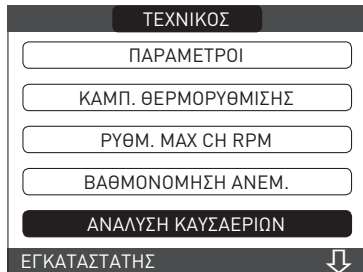 ΤΕΧΝΙΚΟΣ
ΠΑΡΑΜΕΤΡΟΙ
ΚΑΜΠ. ΘΕΡΜΟΡΥΘΜΙΣΗΣ
ΡΥΘΜ. MAX CH RPM
ΒΑΘΜΟΝΟΜΗΣΗ ΑΝΕΜ.
ΑΝΑΛΥΣΗ ΚΑΥΣΑΕΡΙΩΝ
ΕΓΚΑΤΑΣΤΑΤΗΣ